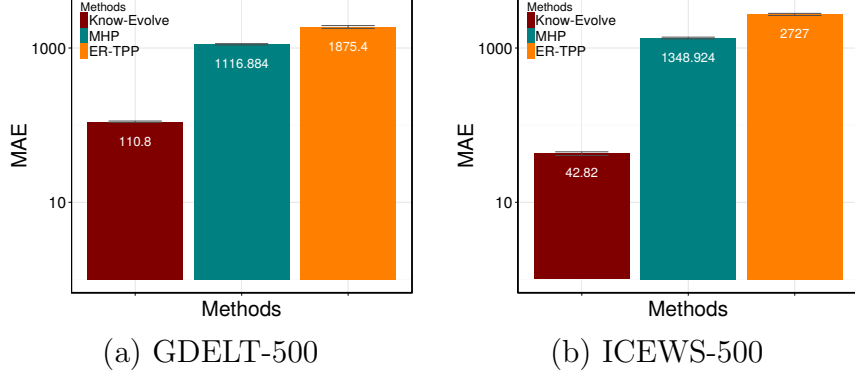 Methods
Know-Evolve
MHP
ER-TPP
1000
10
MAE
110.8
1116.884
1875.4
Methods
(a) GDELT-500
Methods
Know-Evolve
MHP
ER-TPP
1000
10
MAE
42.82
1348.924
2727
Methods
(b) ICEWS-500